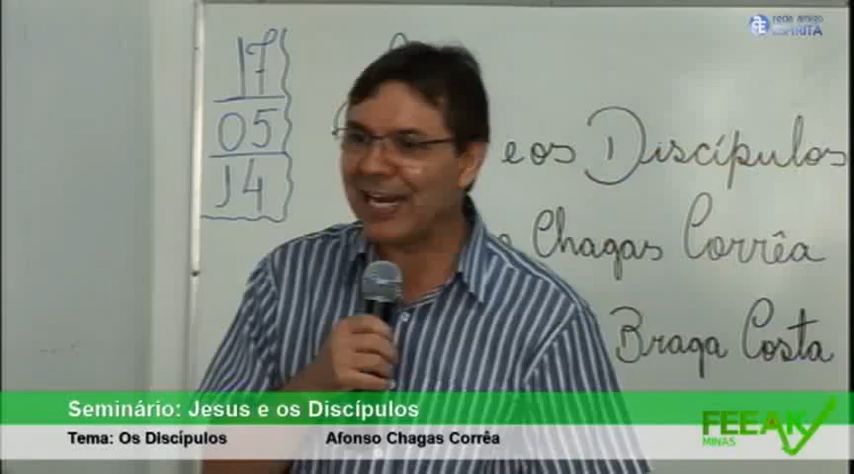 rede amigo
ESPÍRITA
17
05
14
e os Discípulos
Chagas Corrêa
Braga Costa
Seminário: Jesus e os Discípulos
Tema: Os Discípulos Afonso Chagas Corrêa
FEEAK
MINAS